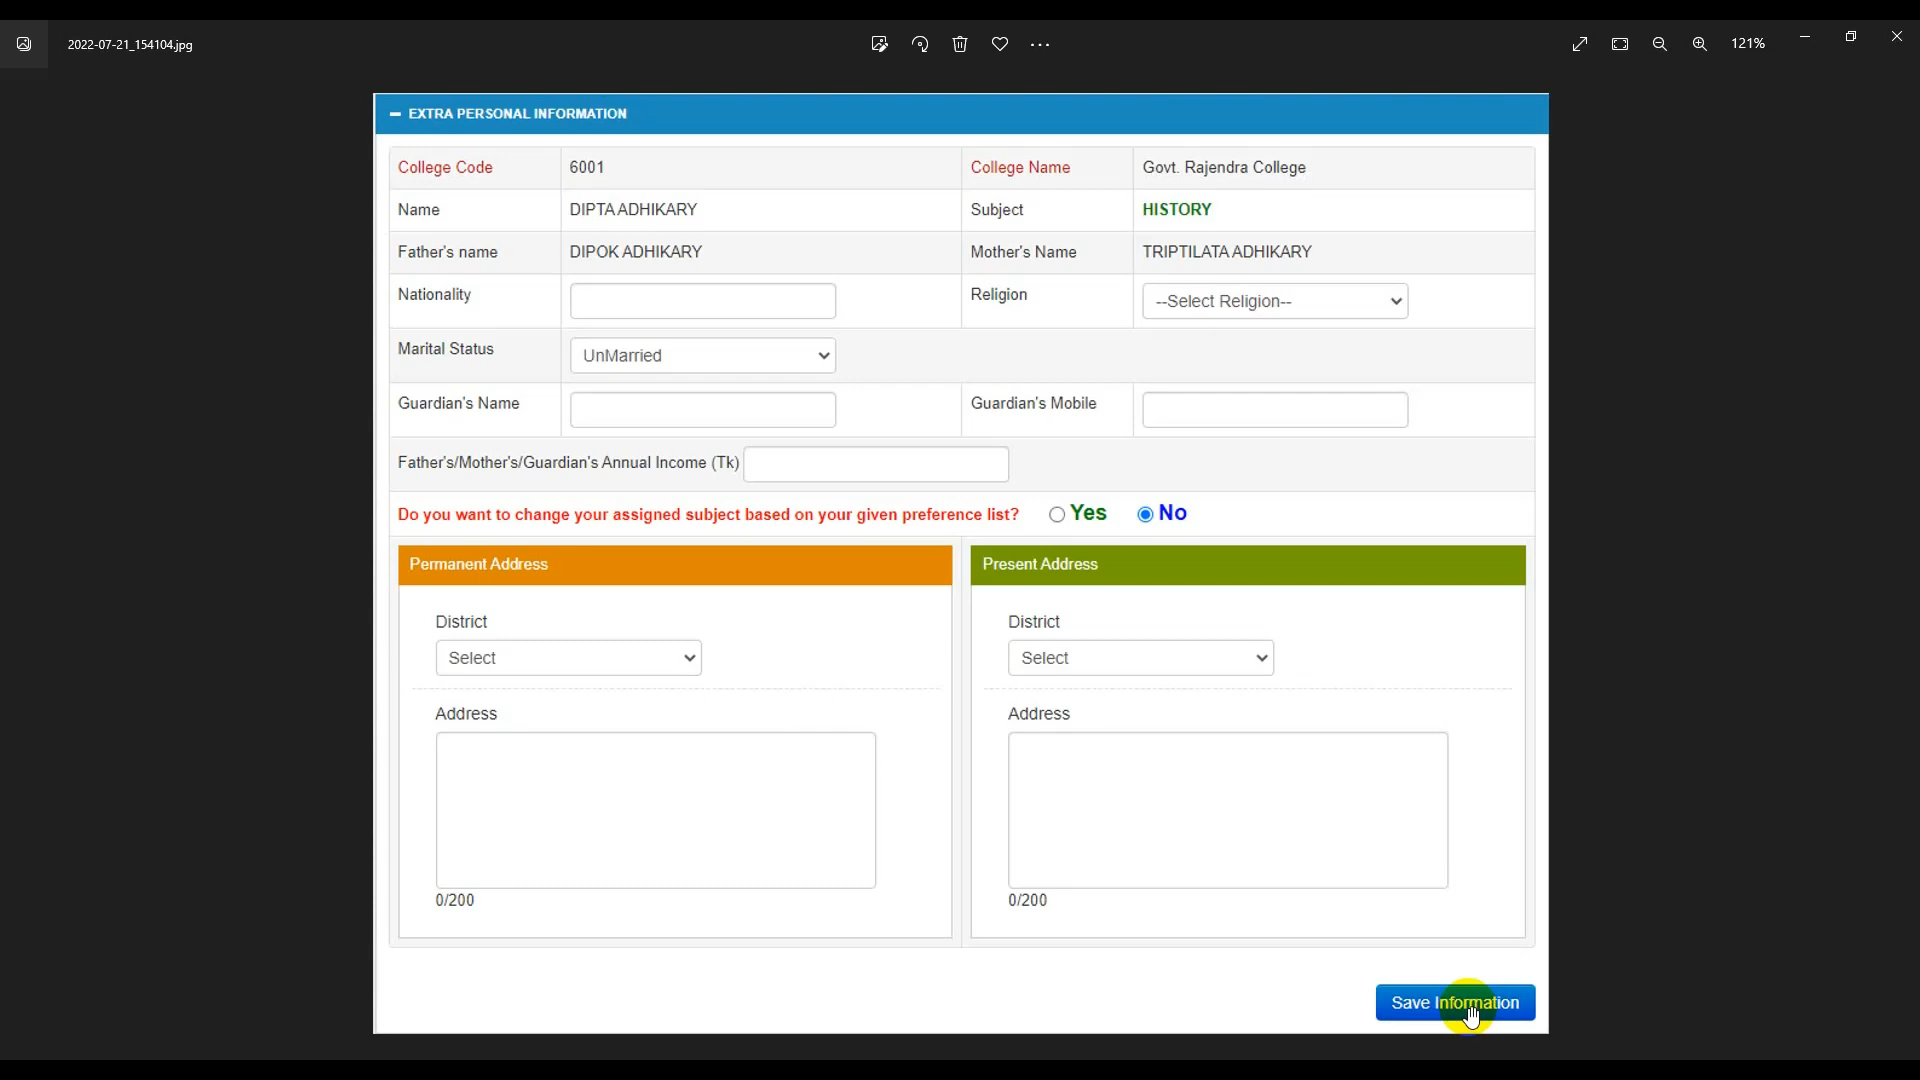 2022-07-21_154104.jpg
121%
EXTRA PERSONAL INFORMATION
College Code 6001 College Name Govt. Rajendra College
Name DIPTA ADHIKARY Subject HISTORY
Father's name DIPOK ADHIKARY Mother's Name TRIPTILATA ADHIKARY
Nationality Religion --Select Religion--
Marital Status UnMarried
Guardian's Name Guardian's Mobile
Father's/Mother's/Guardian's Annual Income (Tk)
Do you want to change your assigned subject based on your given preference list? Yes No
Permanent Address
District
Select
Address
0/200
Present Address
District
Select
Address
0/200
Save Information